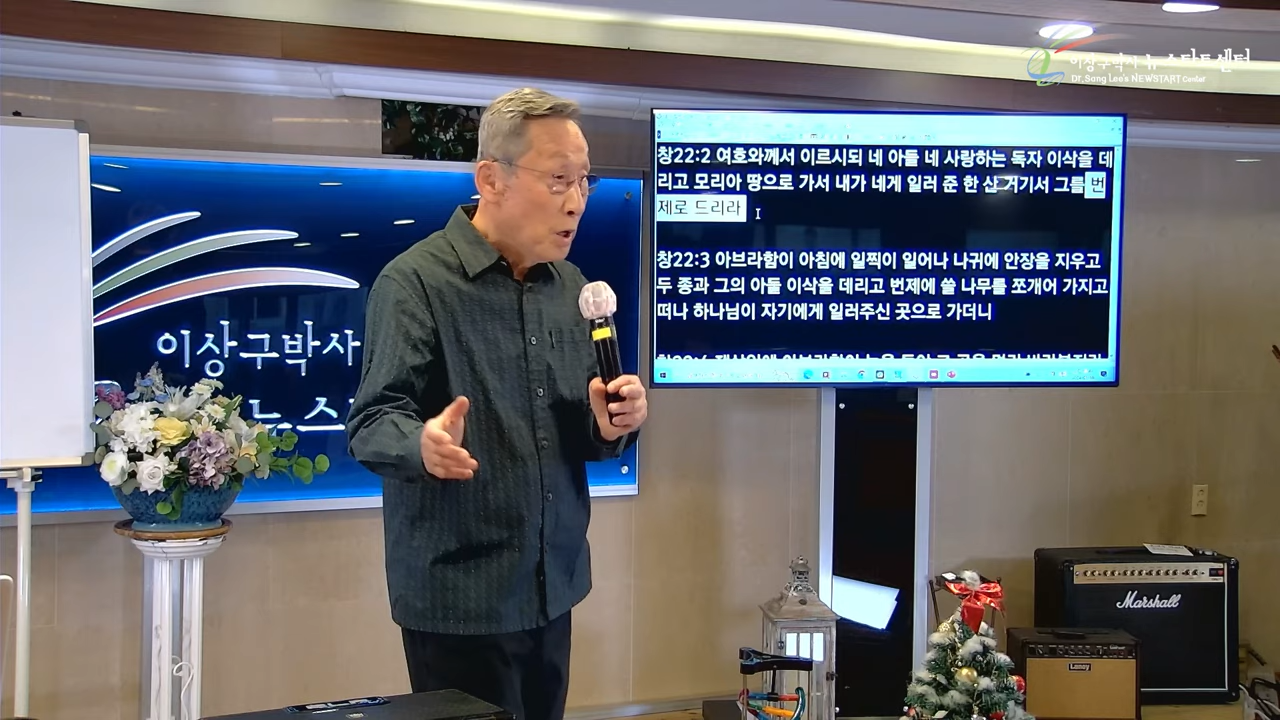 이상구박사 뉴스타트센터
Dr. Sang Lee's NEWSTART Center
창22:2 여호와께서 이르시되 네 아들 네 사랑하는 독자 이삭을 데
리고 모리아 땅으로 가서 내가 네게 일러 준 한 산 거기서 그를 번
제로 드리라
창22:3 아브라함이 아침에 일찍이 일어나 나귀에 안장을 지우고
두 종과 그의 아들 이삭을 데리고 번제에 쓸 나무를 쪼개어 가지고
떠나 하나님이 자기에게 일러주신 곳으로 가더니
이상구박사
뉴스
Marshall
Laney